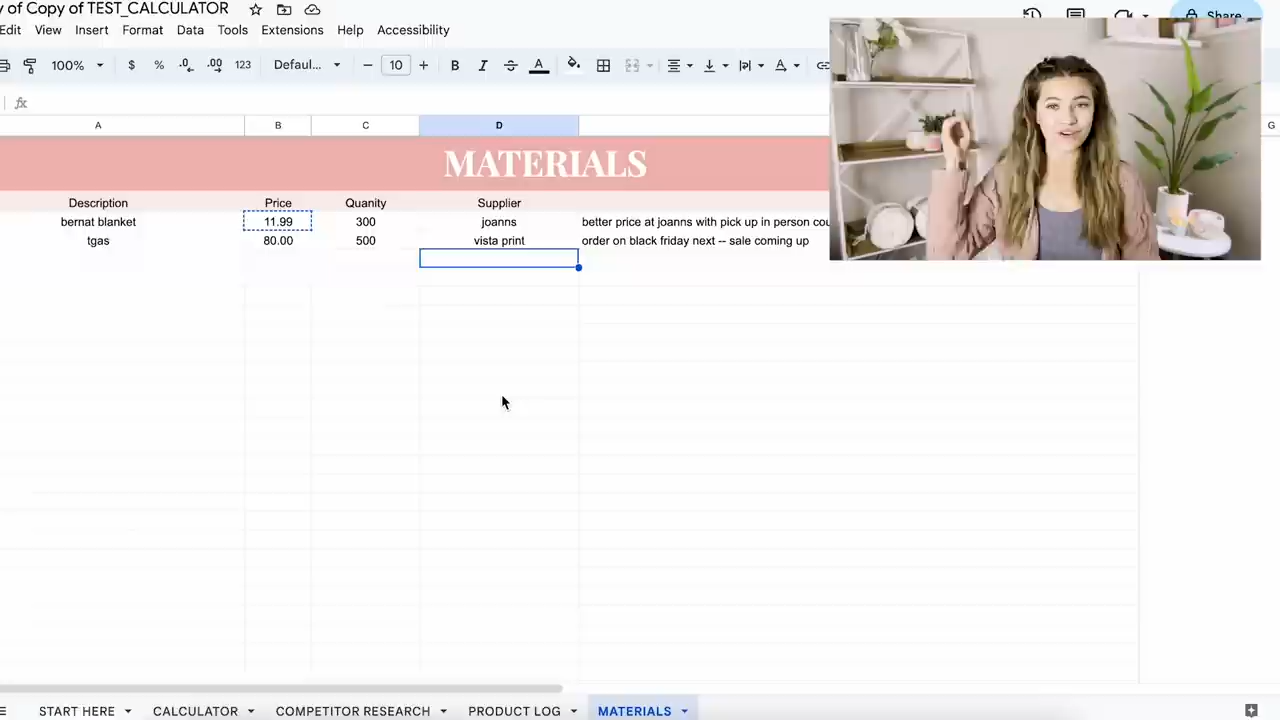 y of Copy of TEST_CALCULATOR
Edit View Insert Format Data Tools Extensions Help Accessibility
Share
100% $ % .0 .00 123 Defaul... 10 B I A
fx
A B C D G
MATERIALS
Description Price Quanity Supplier
bernat blanket 11.99 300 joanns better price at joanns with pick up in person cou
tgas 80.00 500 vista print order on black friday next -- sale coming up
START HERE CALCULATOR COMPETITOR RESEARCH PRODUCT LOG MATERIALS